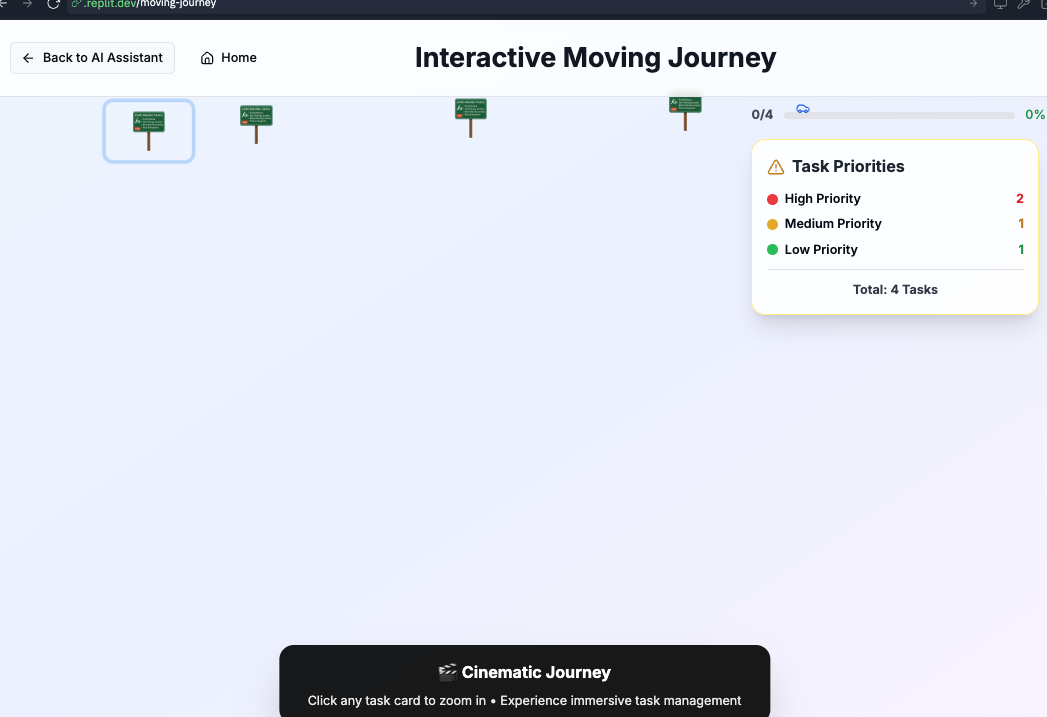 .replit.dev/moving-journey
Back to AI Assistant
Home
Interactive Moving Journey
0/4
0%
Task Priorities
High Priority 2
Medium Priority 1
Low Priority 1
Total: 4 Tasks
🎬 Cinematic Journey
Click any task card to zoom in • Experience immersive task management